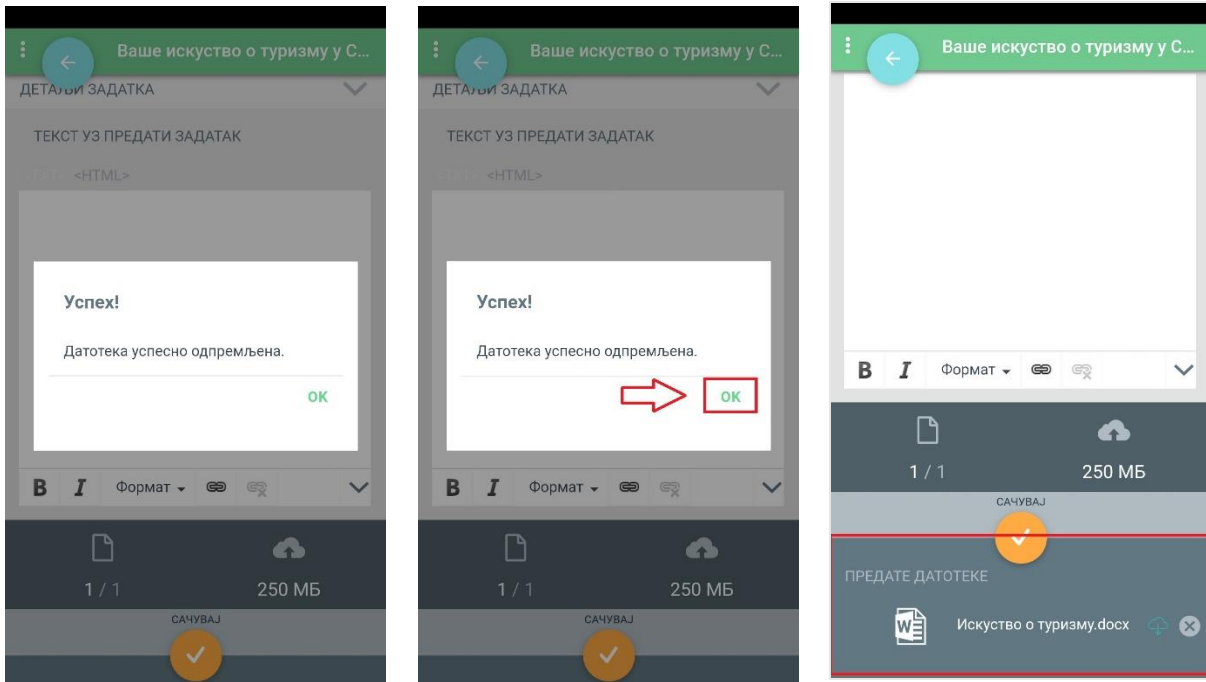 Ваше искуство о туризму у С...
ДЕТАЉИ ЗАДАТКА
ТЕКСТ УЗ ПРЕДАТИ ЗАДАТАК
<HTML>
Успех!
Датотека успесно одпремљена.
OK
B I Формат
1 / 1 250 МБ
САЧУВАЈ
Ваше искуство о туризму у С...
ДЕТАЉИ ЗАДАТКА
ТЕКСТ УЗ ПРЕДАТИ ЗАДАТАК
<HTML>
Успех!
Датотека успесно одпремљена.
OK
B I Формат
1 / 1 250 МБ
САЧУВАЈ
Ваше искуство о туризму у С...
B I Формат
1 / 1 250 МБ
САЧУВАЈ
ПРЕДАТЕ ДАТОТЕКЕ
Искуство о туризму.docx